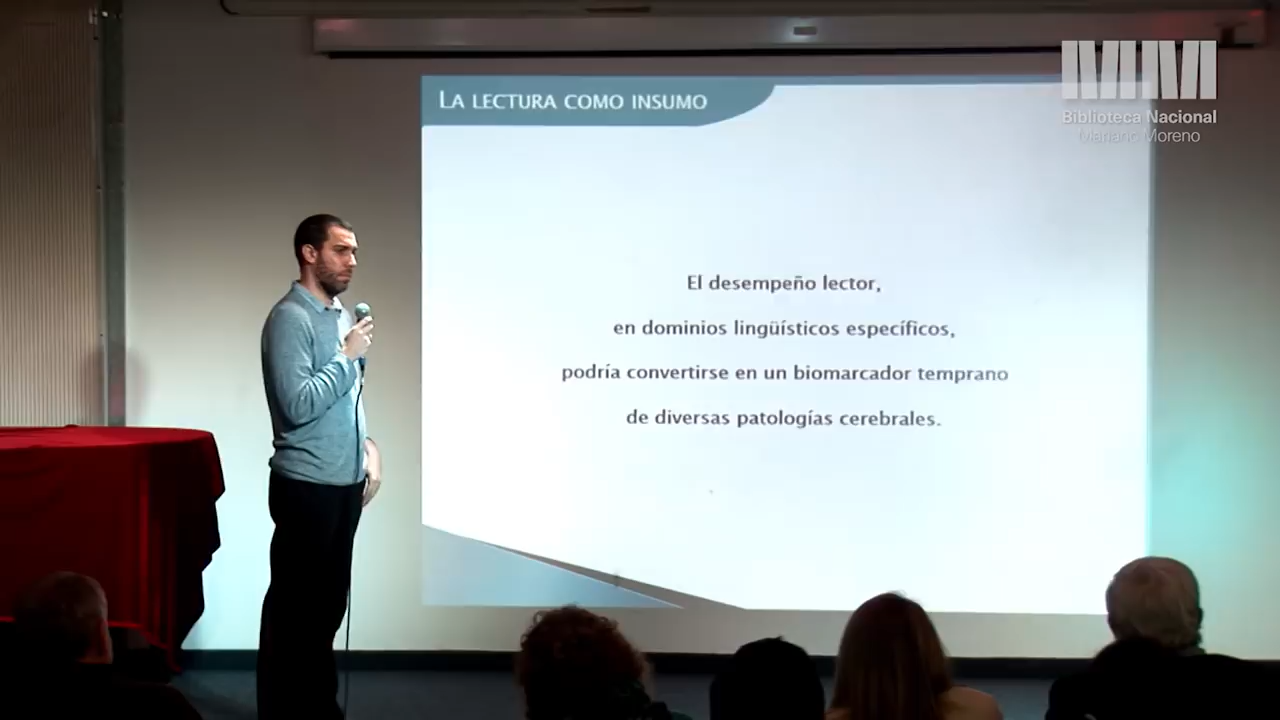 LA LECTURA COMO INSUMO
Biblioteca Nacional
Mariano Moreno
El desempeño lector,
en dominios lingüísticos específicos,
podría convertirse en un biomarcador temprano
de diversas patologías cerebrales.